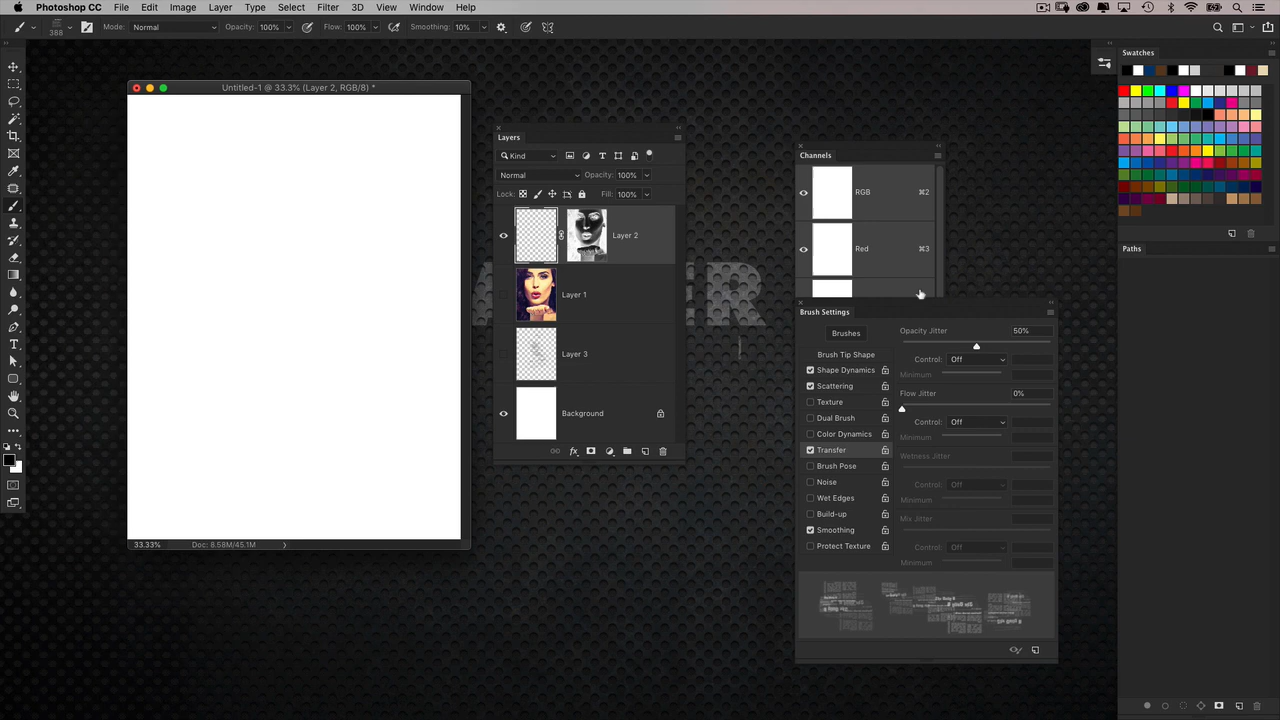 Photoshop CC File Edit Image Layer Type Select Filter 3D View Window Help
388 Mode: Normal Opacity: 100% Flow: 100% Smoothing: 10%
Untitled-1 @ 33.3% (Layer 2, RGB/8) *
33.33% Doc: 8.58M/45.1M
Layers
Kind
Normal Opacity: 100%
Lock: Fill: 100%
Layer 2
Layer 1
Layer 3
Background
fx
Channels
RGB ⌘2
Red ⌘3
Brush Settings
Brushes
Brush Tip Shape
Shape Dynamics
Scattering
Texture
Dual Brush
Color Dynamics
Transfer
Brush Pose
Noise
Wet Edges
Build-up
Smoothing
Protect Texture
Opacity Jitter 50%
Control: Off
Minimum
Flow Jitter 0%
Control: Off
Minimum
Wetness Jitter
Control: Off
Minimum
Mix Jitter
Control: Off
Minimum
Swatches
Paths